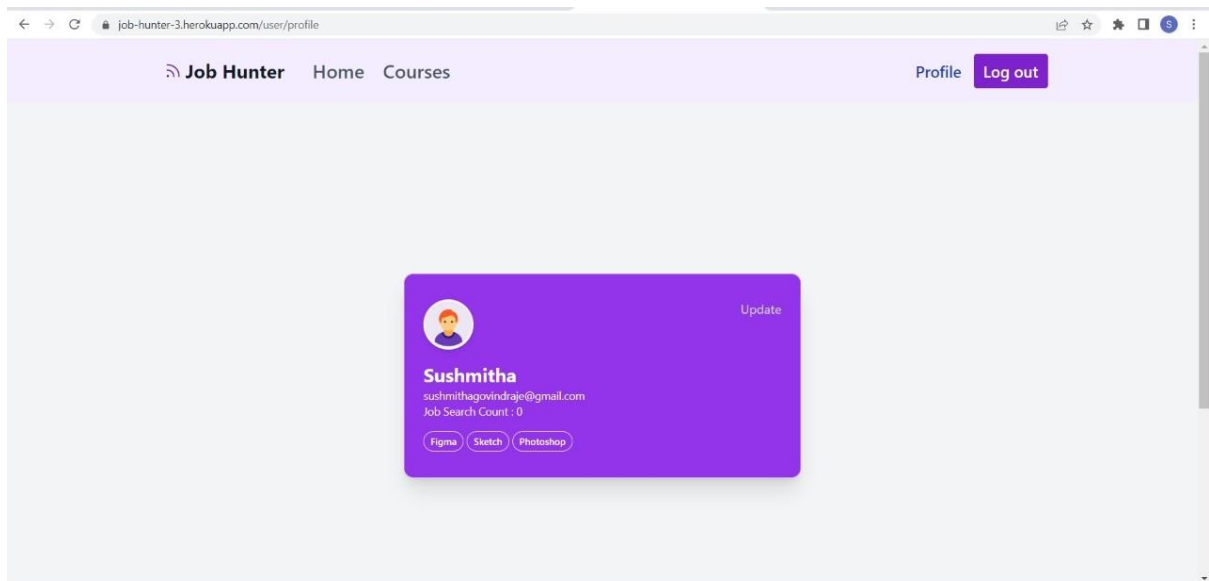 job-hunter-3.herokuapp.com/user/profile
S
Job Hunter Home Courses Profile Log out
Update
Sushmitha
sushmithagovindraje@gmail.com
Job Search Count : 0
Figma Sketch Photoshop